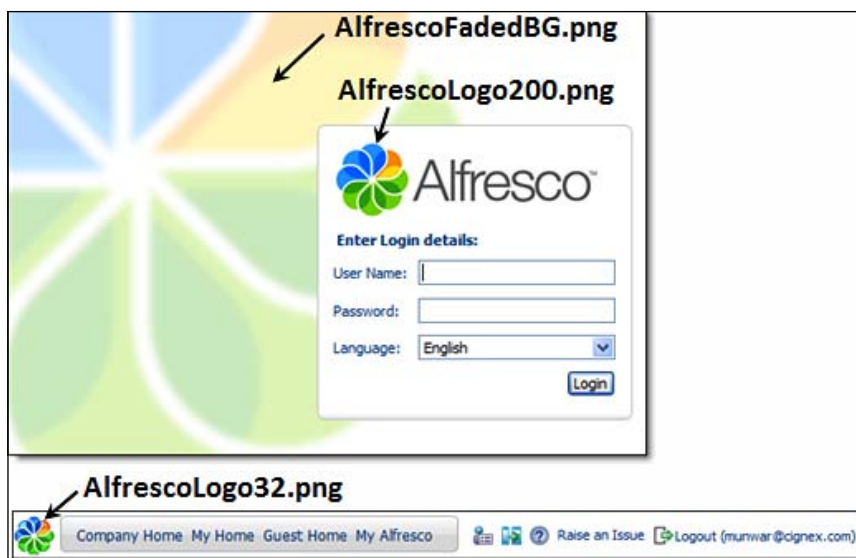 AlfrescoFadedBG.png
AlfrescoLogo200.png
Alfresco™
Enter Login details:
User Name:
Password:
Language: English
Login
AlfrescoLogo32.png
Company Home My Home Guest Home My Alfresco Raise an Issue Logout (munwar@cignex.com)